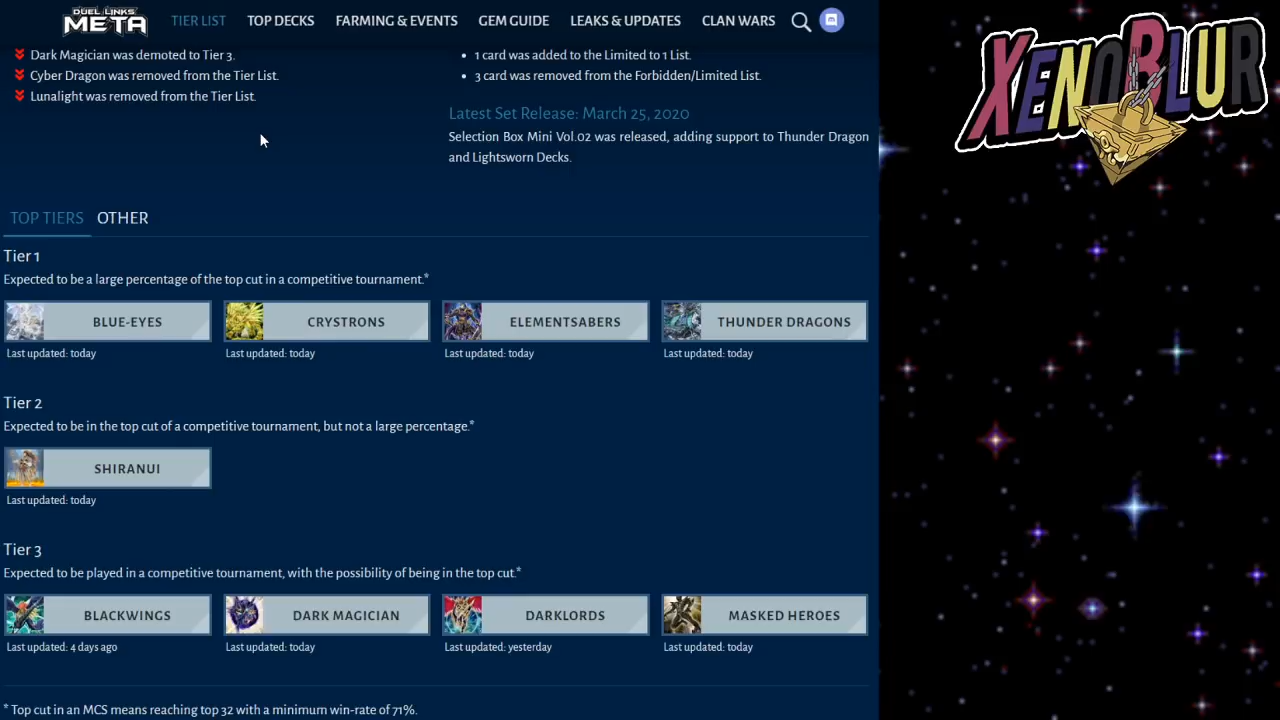 DUEL LINKS
META
TIER LIST
TOP DECKS
FARMING & EVENTS
GEM GUIDE
LEAKS & UPDATES
CLAN WARS
XENOBLUR
Dark Magician was demoted to Tier 3.
Cyber Dragon was removed from the Tier List.
Lunalight was removed from the Tier List.
1 card was added to the Limited to 1 List.
3 card was removed from the Forbidden/Limited List.
Latest Set Release: March 25, 2020
Selection Box Mini Vol.02 was released, adding support to Thunder Dragon
and Lightsworn Decks.
TOP TIERS
OTHER
Tier 1
Expected to be a large percentage of the top cut in a competitive tournament.*
BLUE-EYES
CRYSTRONS
ELEMENTSABERS
THUNDER DRAGONS
Last updated: today
Last updated: today
Last updated: today
Last updated: today
Tier 2
Expected to be in the top cut of a competitive tournament, but not a large percentage.*
SHIRANUI
Last updated: today
Tier 3
Expected to be played in a competitive tournament, with the possibility of being in the top cut.*
BLACKWINGS
DARK MAGICIAN
DARKLORDS
MASKED HEROES
Last updated: 4 days ago
Last updated: today
Last updated: yesterday
Last updated: today
* Top cut in an MCS means reaching top 32 with a minimum win-rate of 71%.